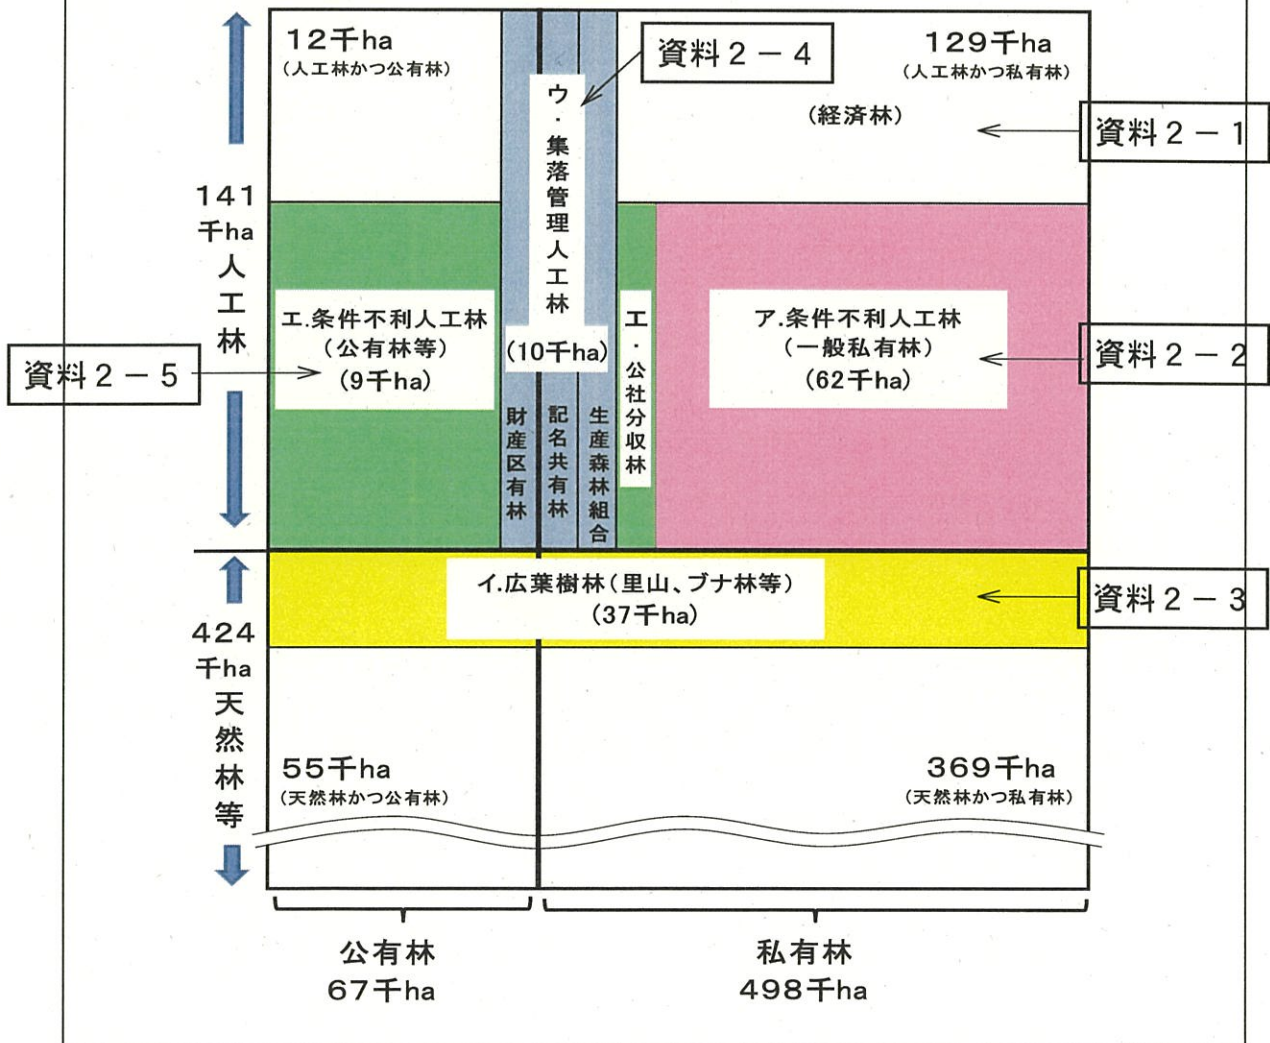 12千ha
(人工林かつ公有林)
資料２－４
129千ha
(人工林かつ私有林)
(経済林)
資料２－１
141
千ha
人工林
ウ・集落管理人工林
(10千ha)
エ.条件不利人工林
(公有林等)
(9千ha)
資料２－５
エ・公社分収林
ア.条件不利人工林
(一般私有林)
(62千ha)
資料２－２
財産区有林
記名共有林
生産森林組合
イ.広葉樹林(里山、ブナ林等)
(37千ha)
資料２－３
424
千ha
天然林等
55千ha
(天然林かつ公有林)
369千ha
(天然林かつ私有林)
公有林
67千ha
私有林
498千ha